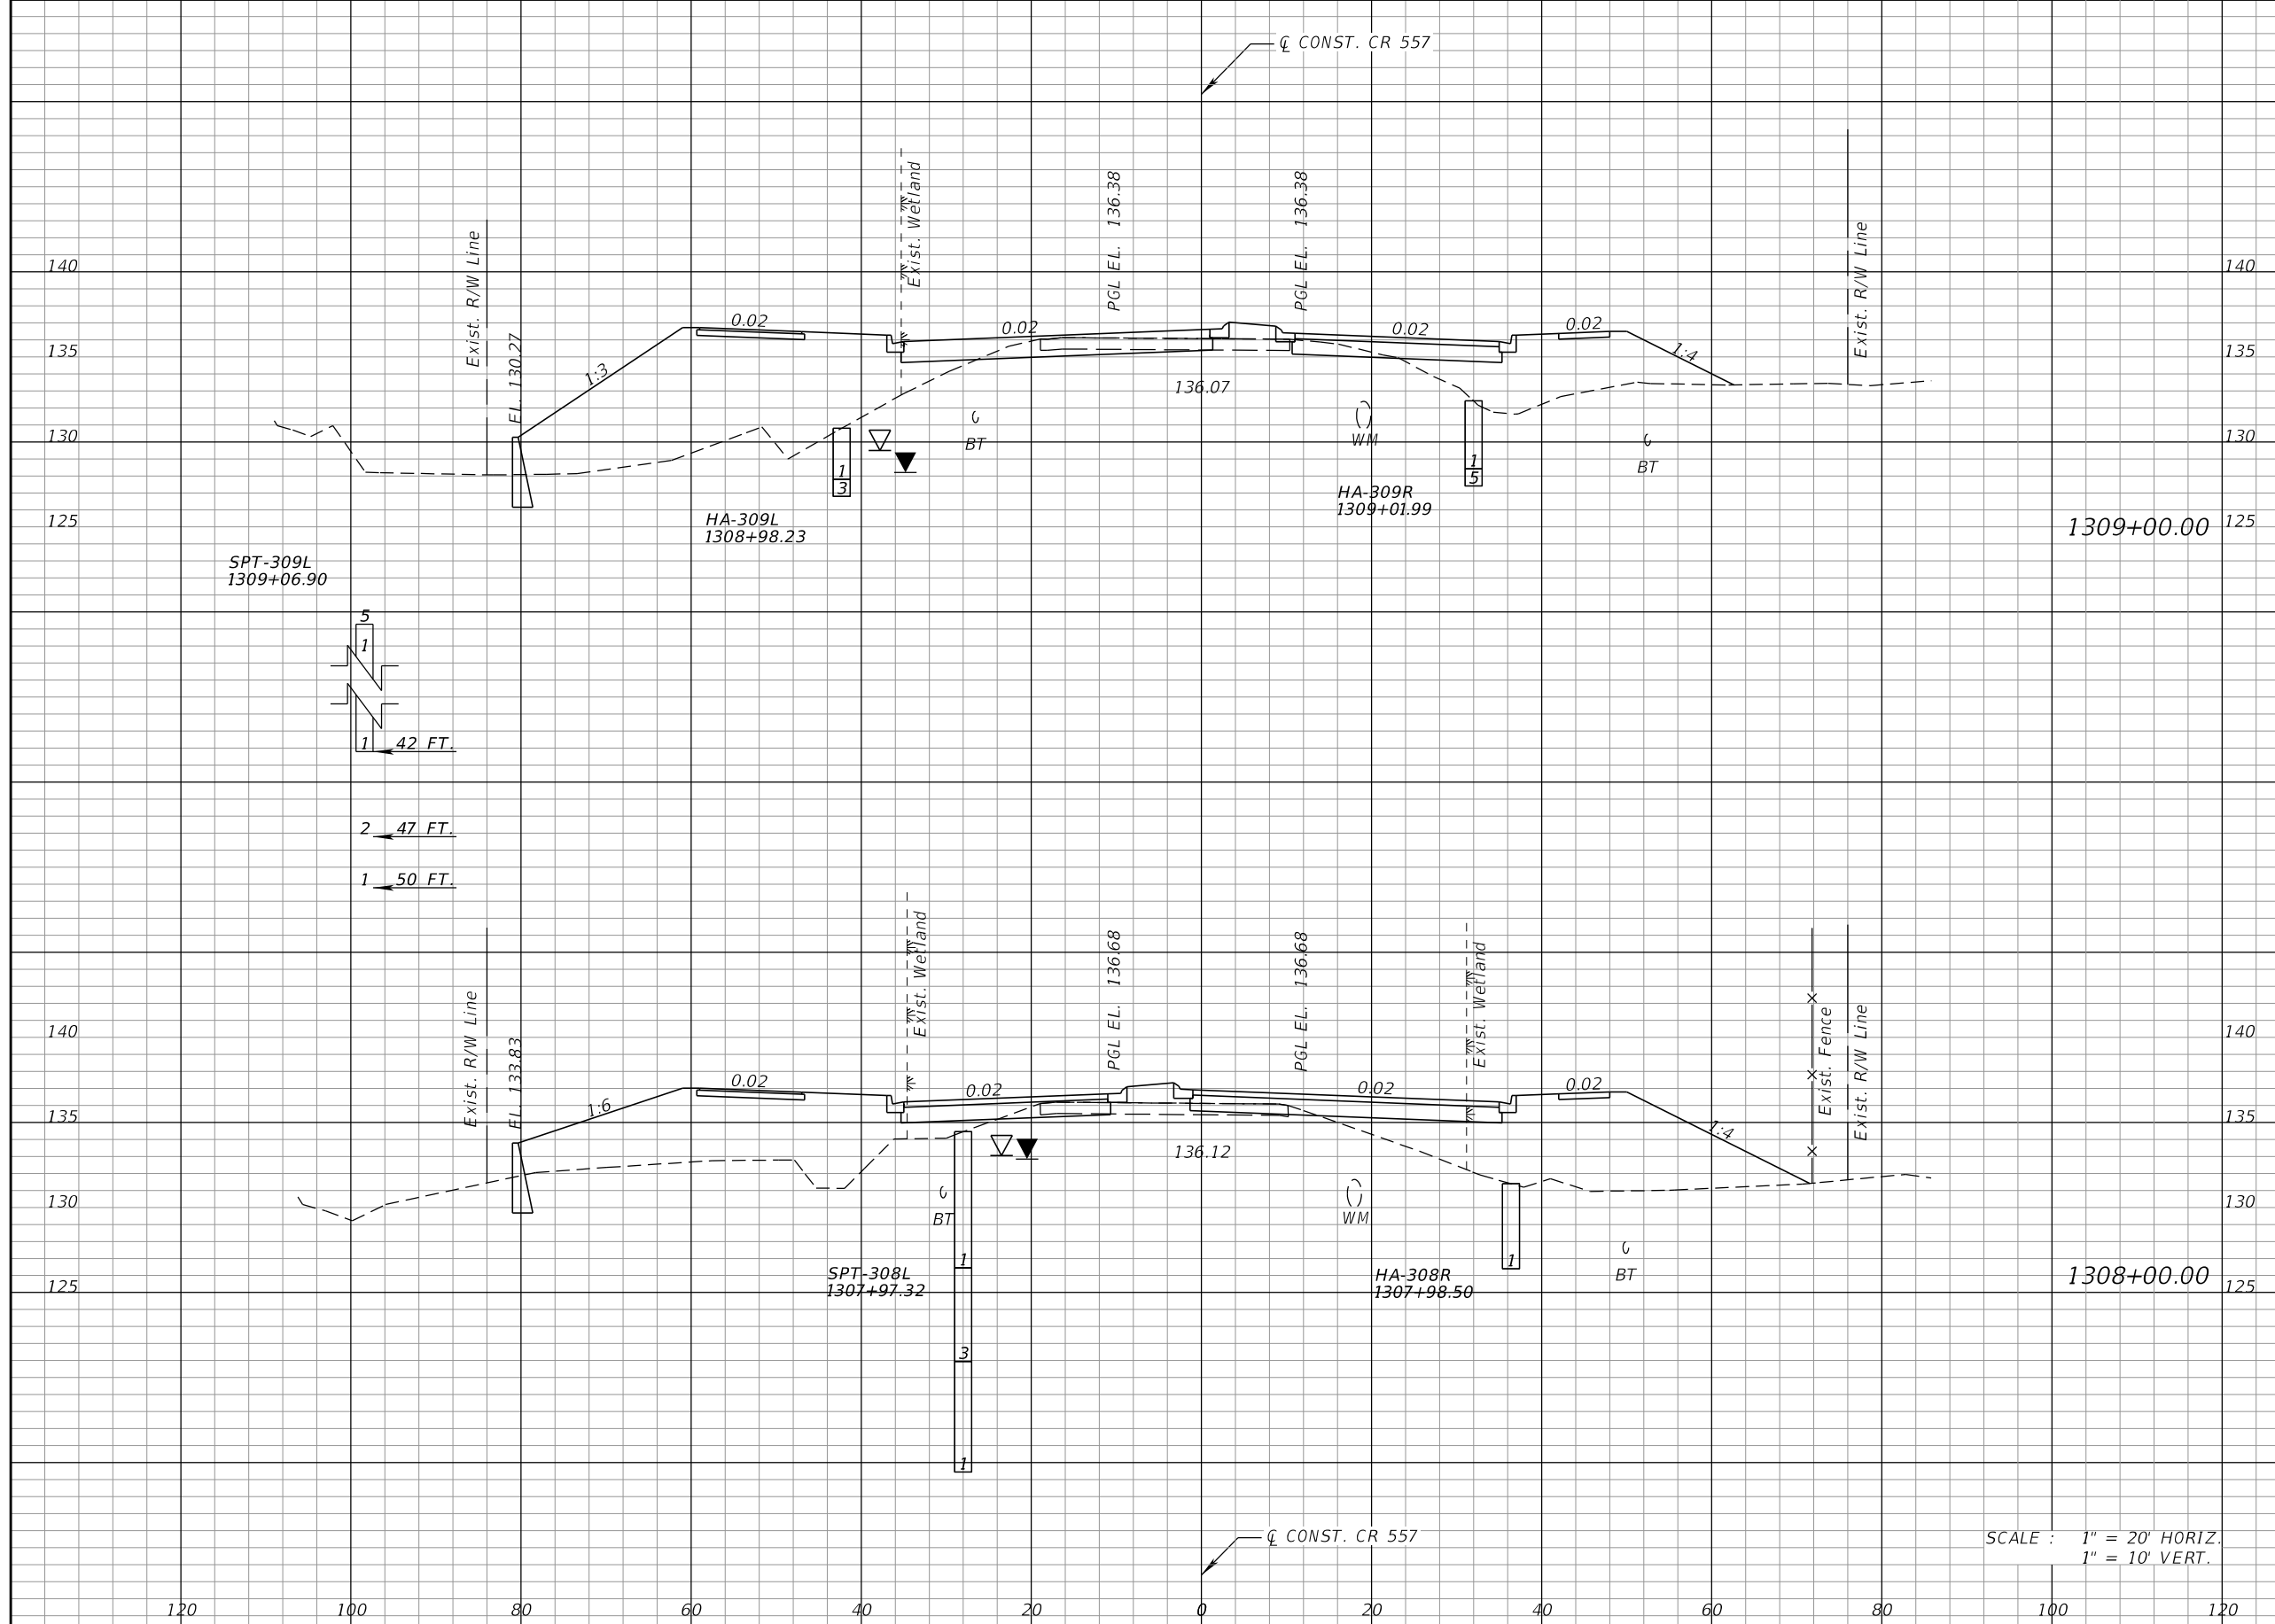 ℄ CONST. CR 557
Exist. Wetland
PGL EL. 136.38
PGL EL. 136.38
Exist. R/W Line
Exist. R/W Line
EL. 130.27
140
140
0.02
0.02
0.02
0.02
135
135
1:3
1:4
136.07
130
130
BT
WM
BT
1
3
1
5
HA-309L
1308+98.23
HA-309R
1309+01.99
125
125
1309+00.00
SPT-309L
1309+06.90
5
1
1 42 FT.
2 47 FT.
1 50 FT.
Exist. Wetland
PGL EL. 136.68
PGL EL. 136.68
Exist. Wetland
Exist. R/W Line
EL. 133.83
Exist. Fence
Exist. R/W Line
140
140
0.02
0.02
0.02
0.02
135
135
1:6
1:4
136.12
130
130
BT
WM
BT
1
1
SPT-308L
1307+97.32
HA-308R
1307+98.50
125
125
1308+00.00
3
1
℄ CONST. CR 557
SCALE : 1" = 20' HORIZ.
1" = 10' VERT.
120 100 80 60 40 20 0 20 40 60 80 100 120